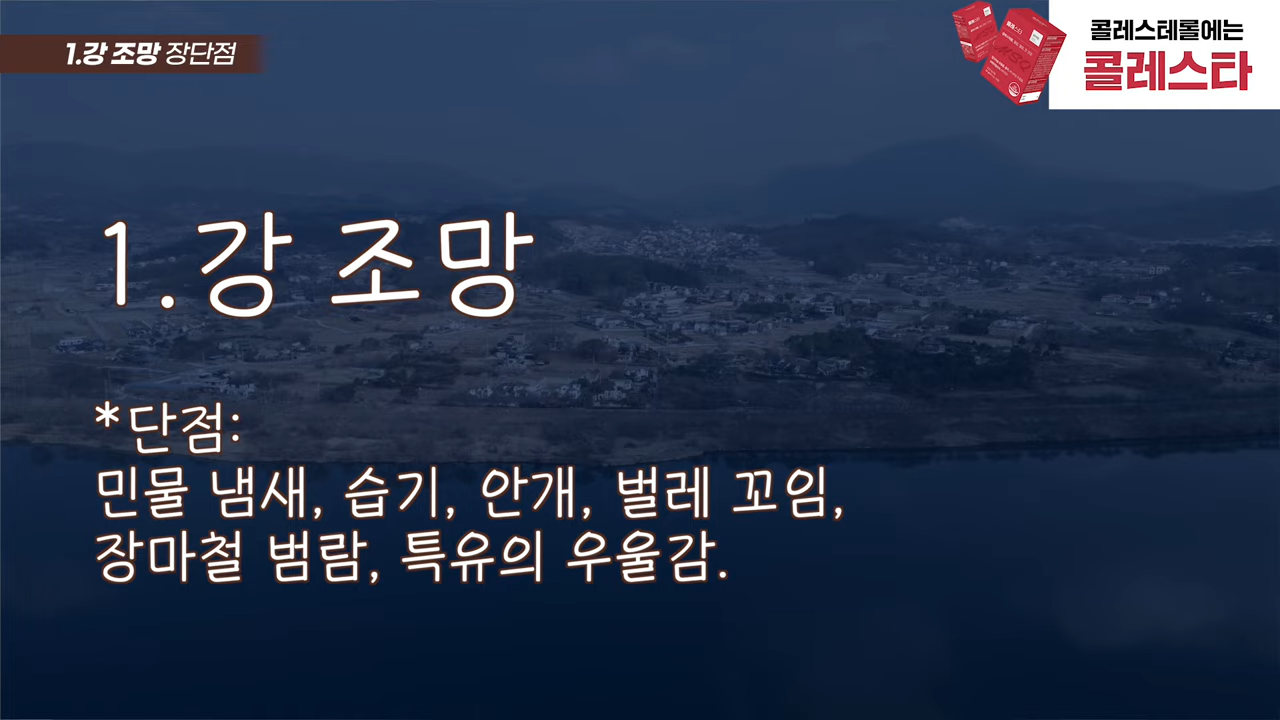 1.강 조망 장단점
콜레스테롤에는
콜레스타
1.강 조망
*단점:
민물 냄새, 습기, 안개, 벌레 꼬임,
장마철 범람, 특유의 우울감.